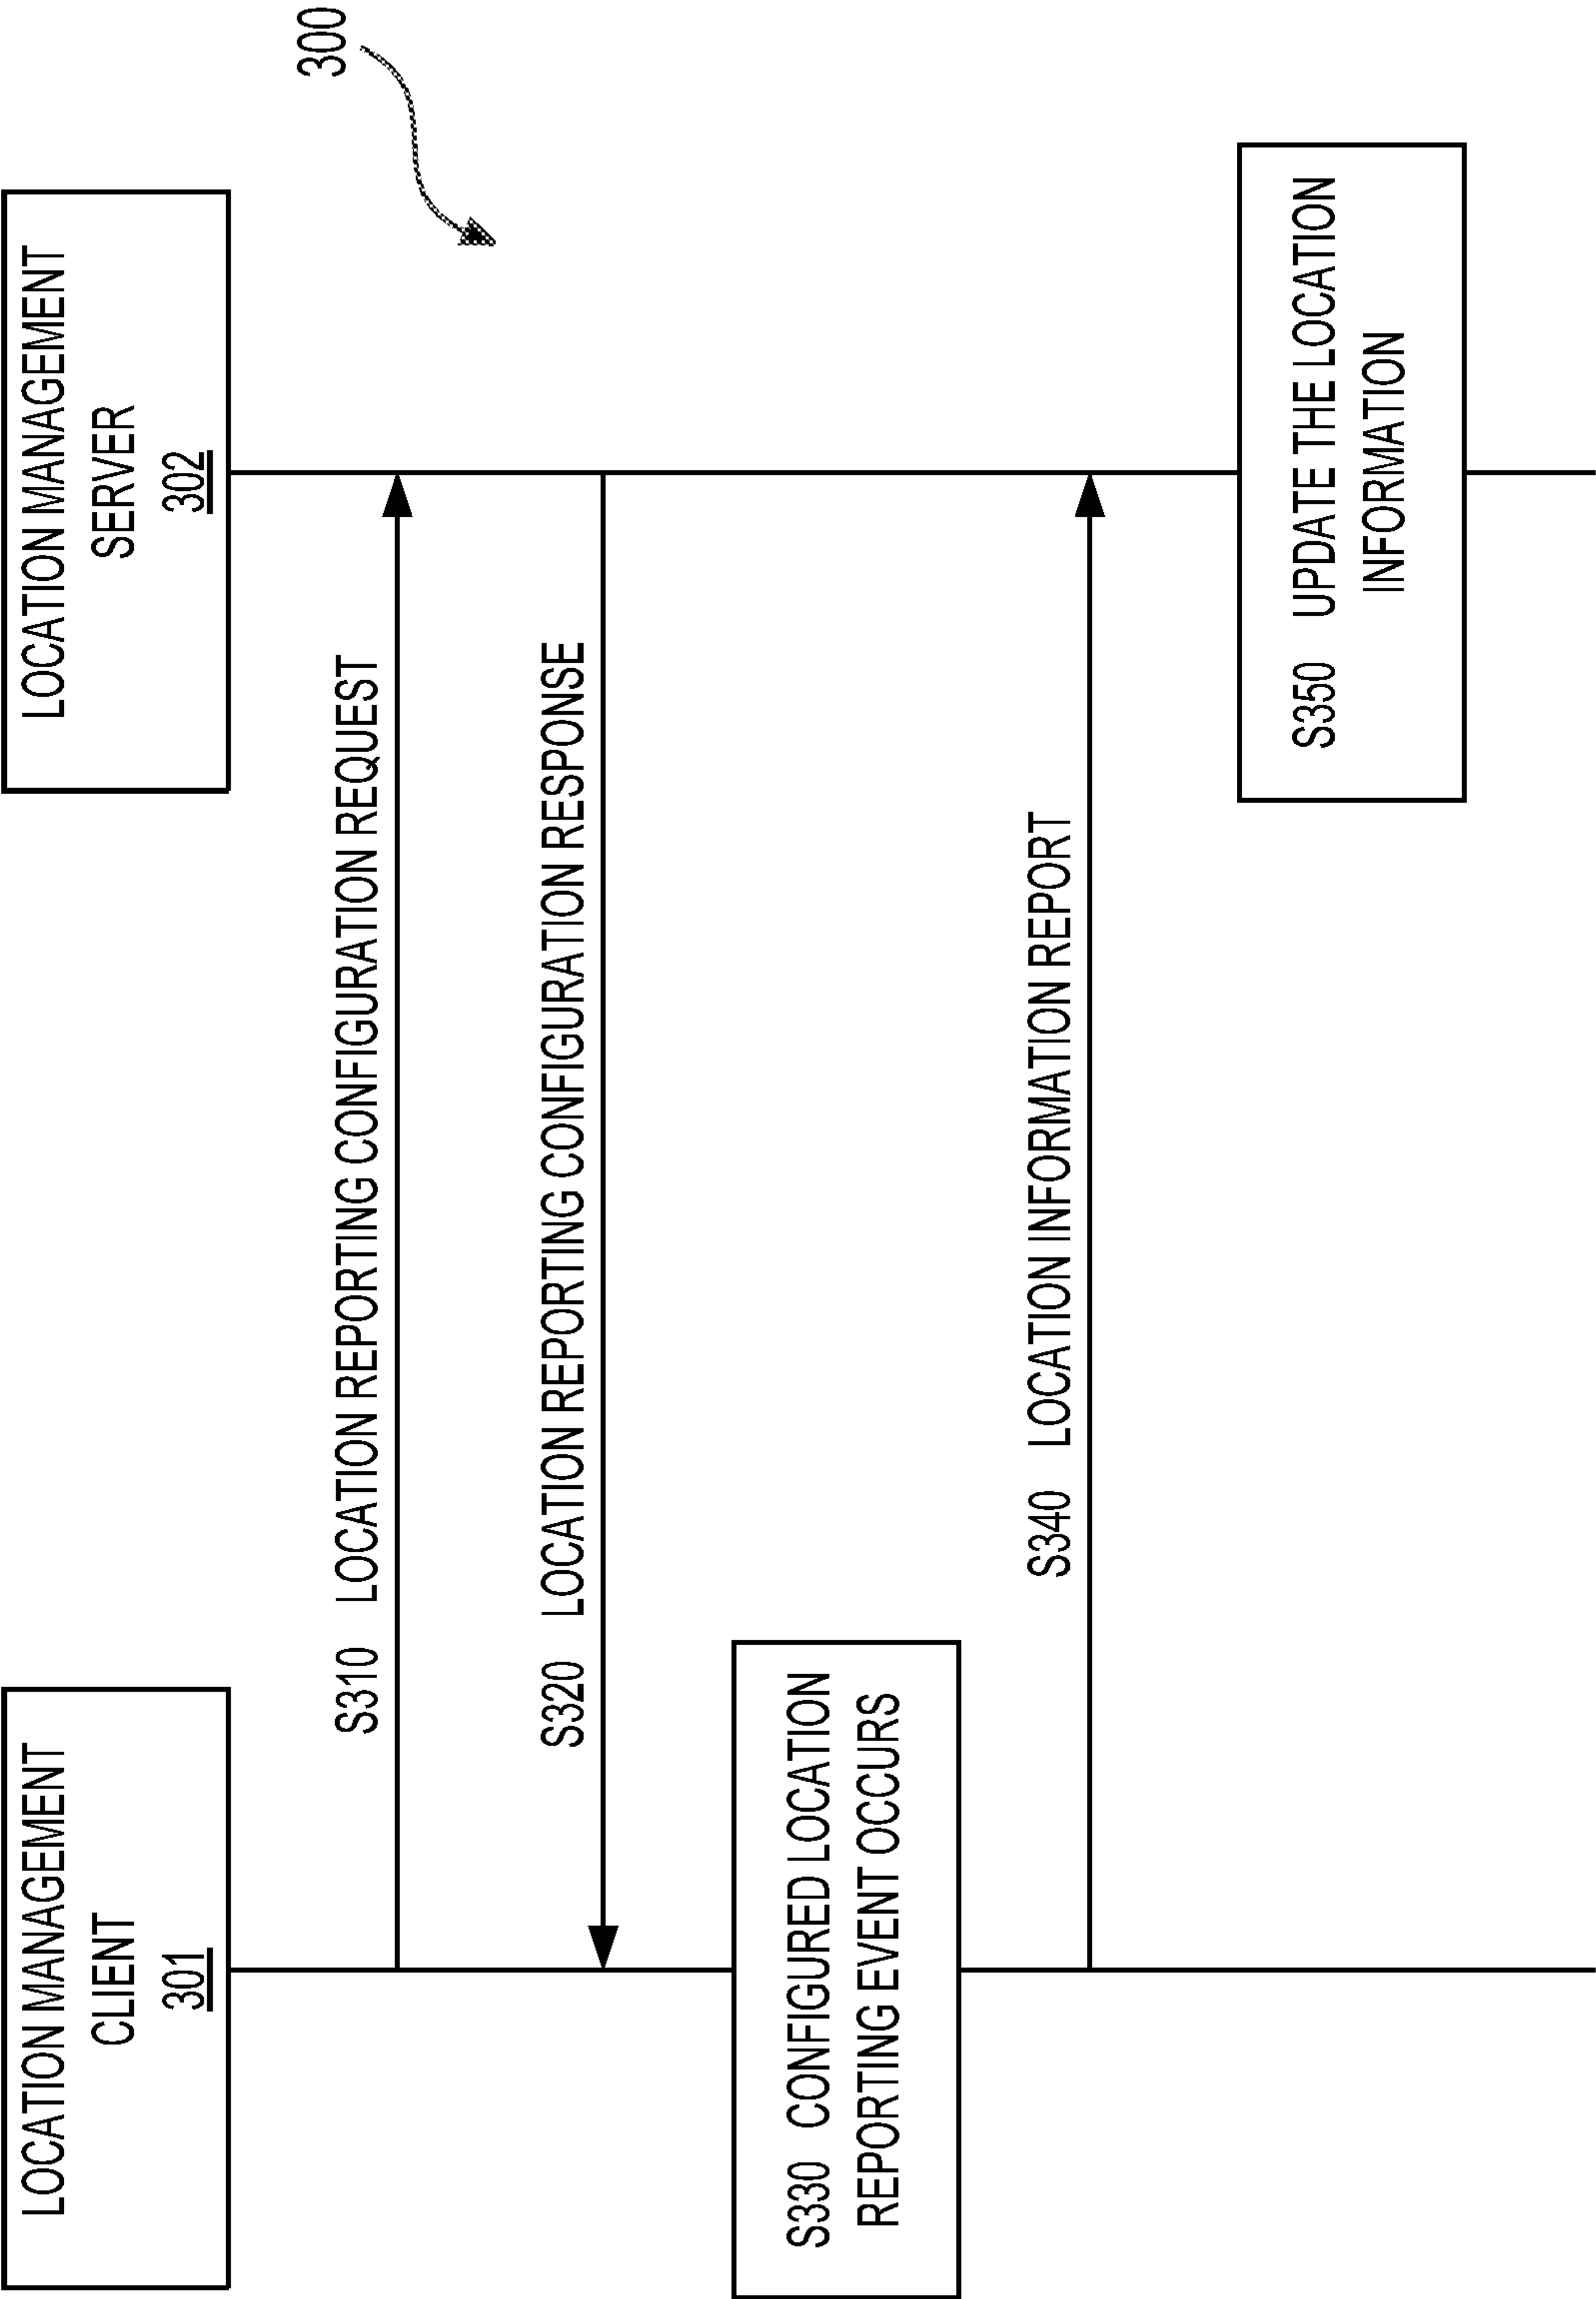 LOCATION MANAGEMENT
CLIENT
301
LOCATION MANAGEMENT
SERVER
302
300
S310 LOCATION REPORTING CONFIGURATION REQUEST
S320 LOCATION REPORTING CONFIGURATION RESPONSE
S330 CONFIGURED LOCATION
REPORTING EVENT OCCURS
S340 LOCATION INFORMATION REPORT
S350 UPDATE THE LOCATION
INFORMATION